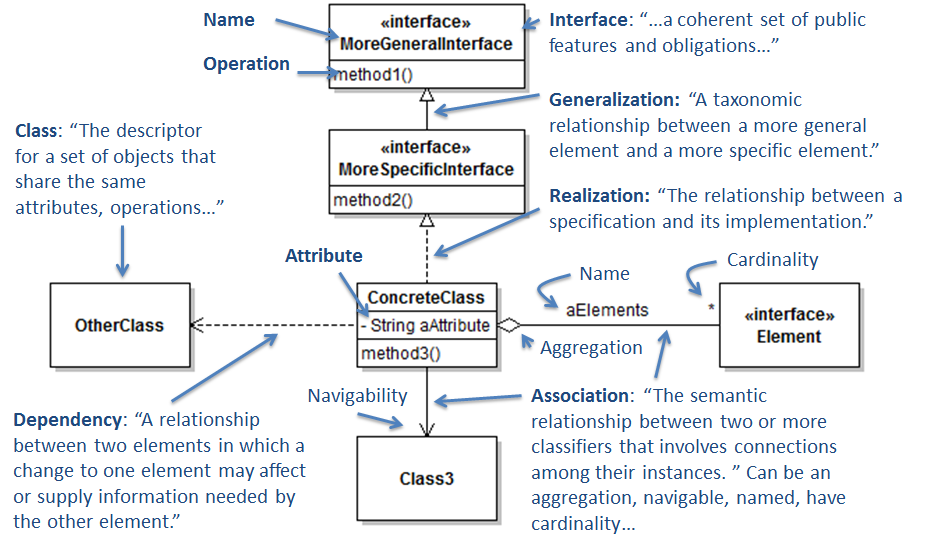 Name
«interface»
MoreGeneralInterface
Operation
method1()
Interface: “…a coherent set of public
features and obligations…”
Generalization: “A taxonomic
relationship between a more general
element and a more specific element.”
Class: “The descriptor
for a set of objects that
share the same
attributes, operations…”
«interface»
MoreSpecificInterface
method2()
Realization: “The relationship between a
specification and its implementation.”
Attribute
Name
Cardinality
OtherClass
ConcreteClass
- String aAttribute
method3()
aElements
*
«interface»
Element
Aggregation
Dependency: “A relationship
between two elements in which a
change to one element may affect
or supply information needed by
the other element.”
Navigability
Class3
Association: “The semantic
relationship between two or more
classifiers that involves connections
among their instances. ” Can be an
aggregation, navigable, named, have
cardinality…